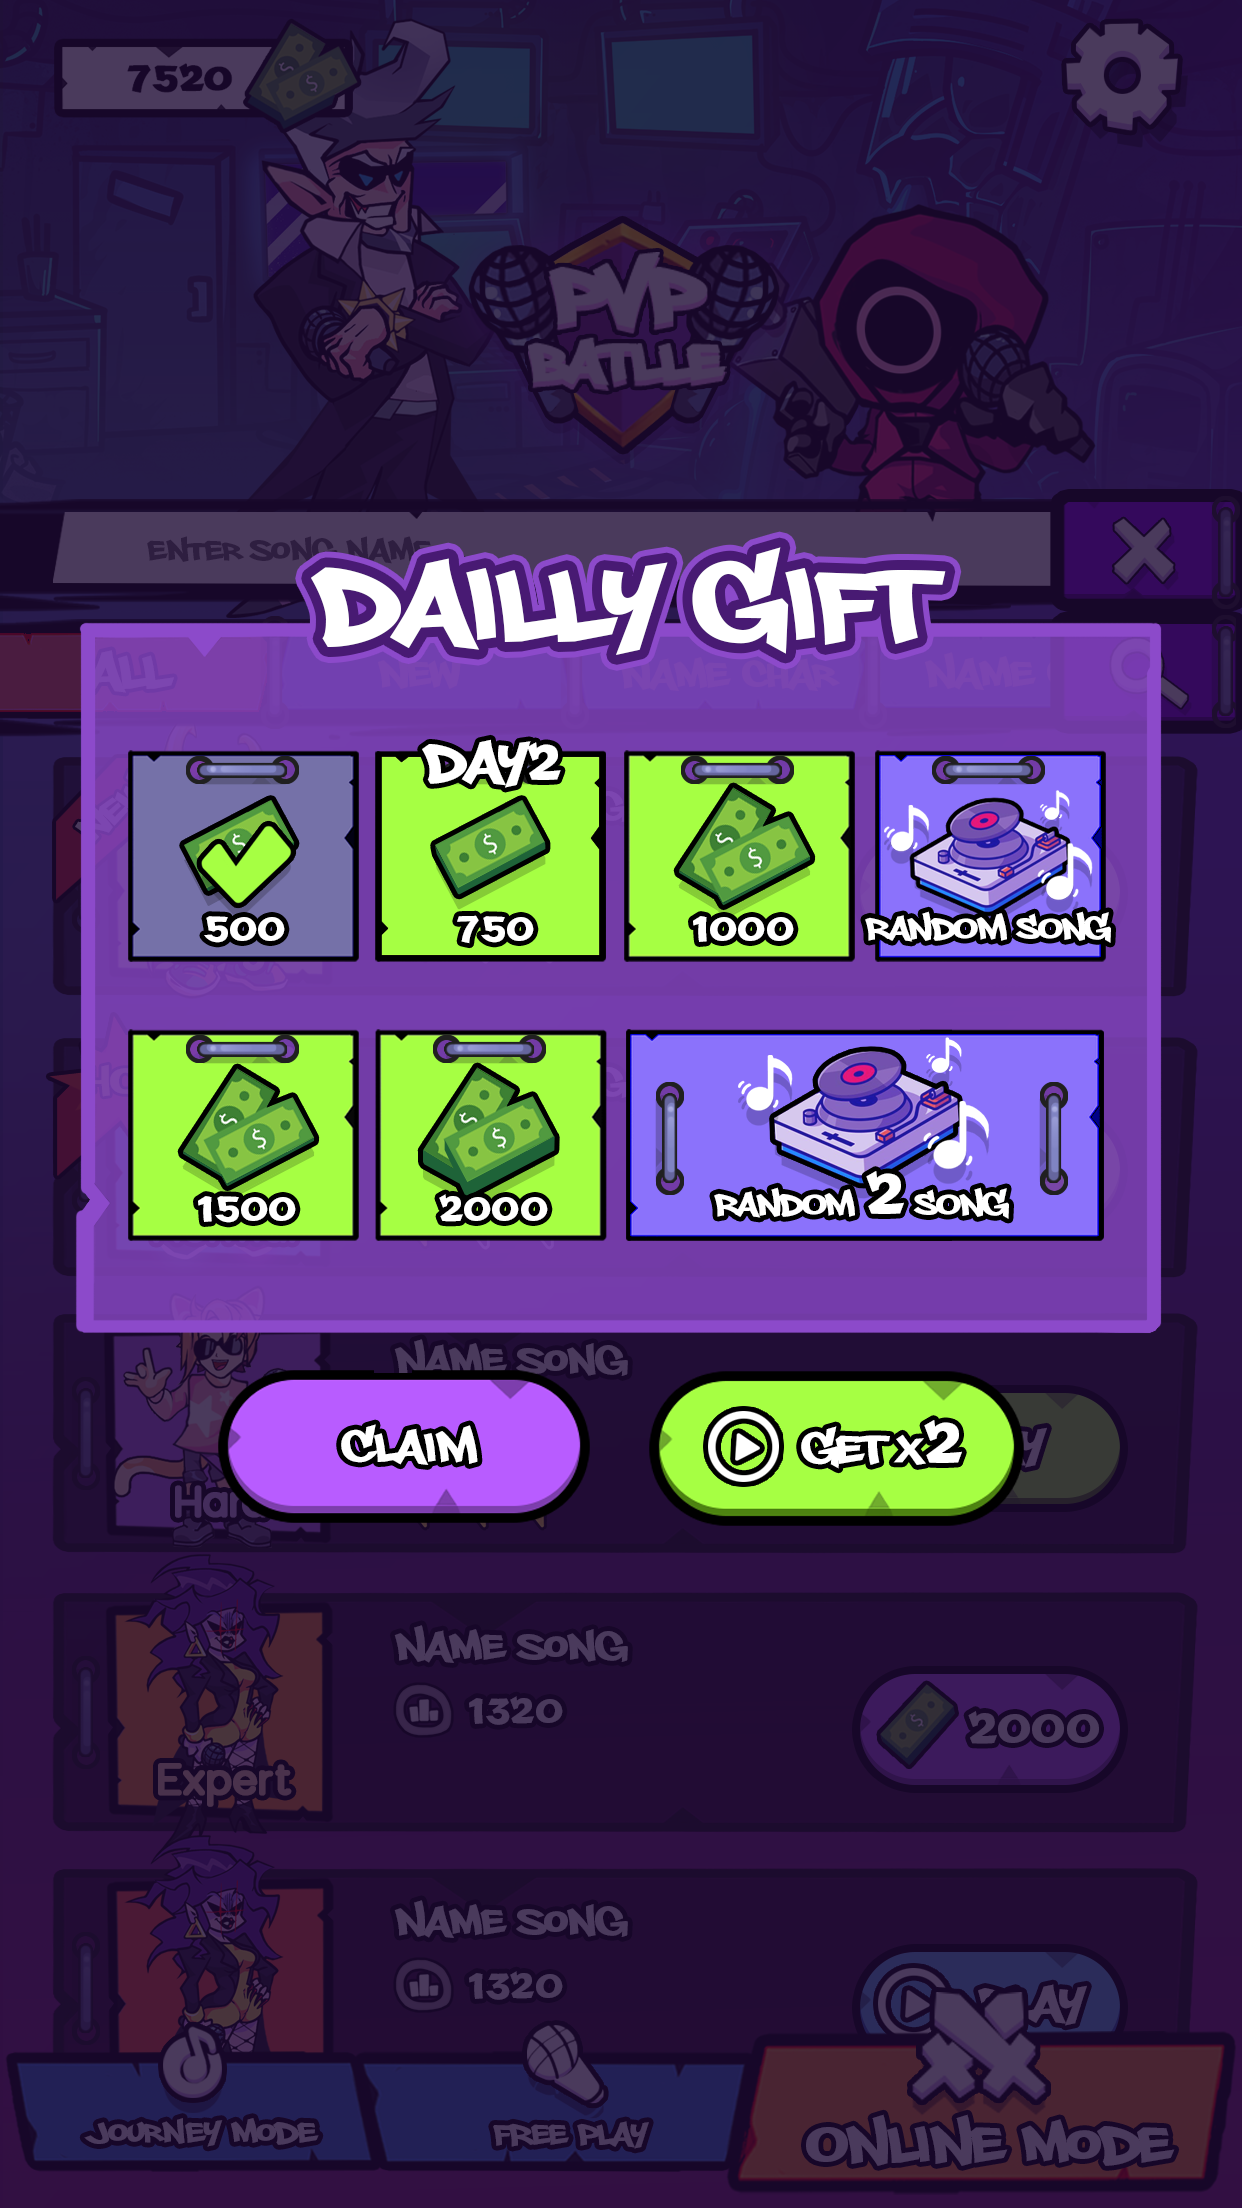 7520
PVP
BATLLE
ENTER SONG NAME
DAILLY GIFT
ALL
NEW
NAME CHAR
NAME
DAY2
500
750
1000
RANDOM SONG
1500
2000
RANDOM 2 SONG
NAME SONG
CLAIM
GET X2
Hard
NAME SONG
1320
2000
Expert
NAME SONG
1320
PLAY
JOURNEY MODE
FREE PLAY
ONLINE MODE